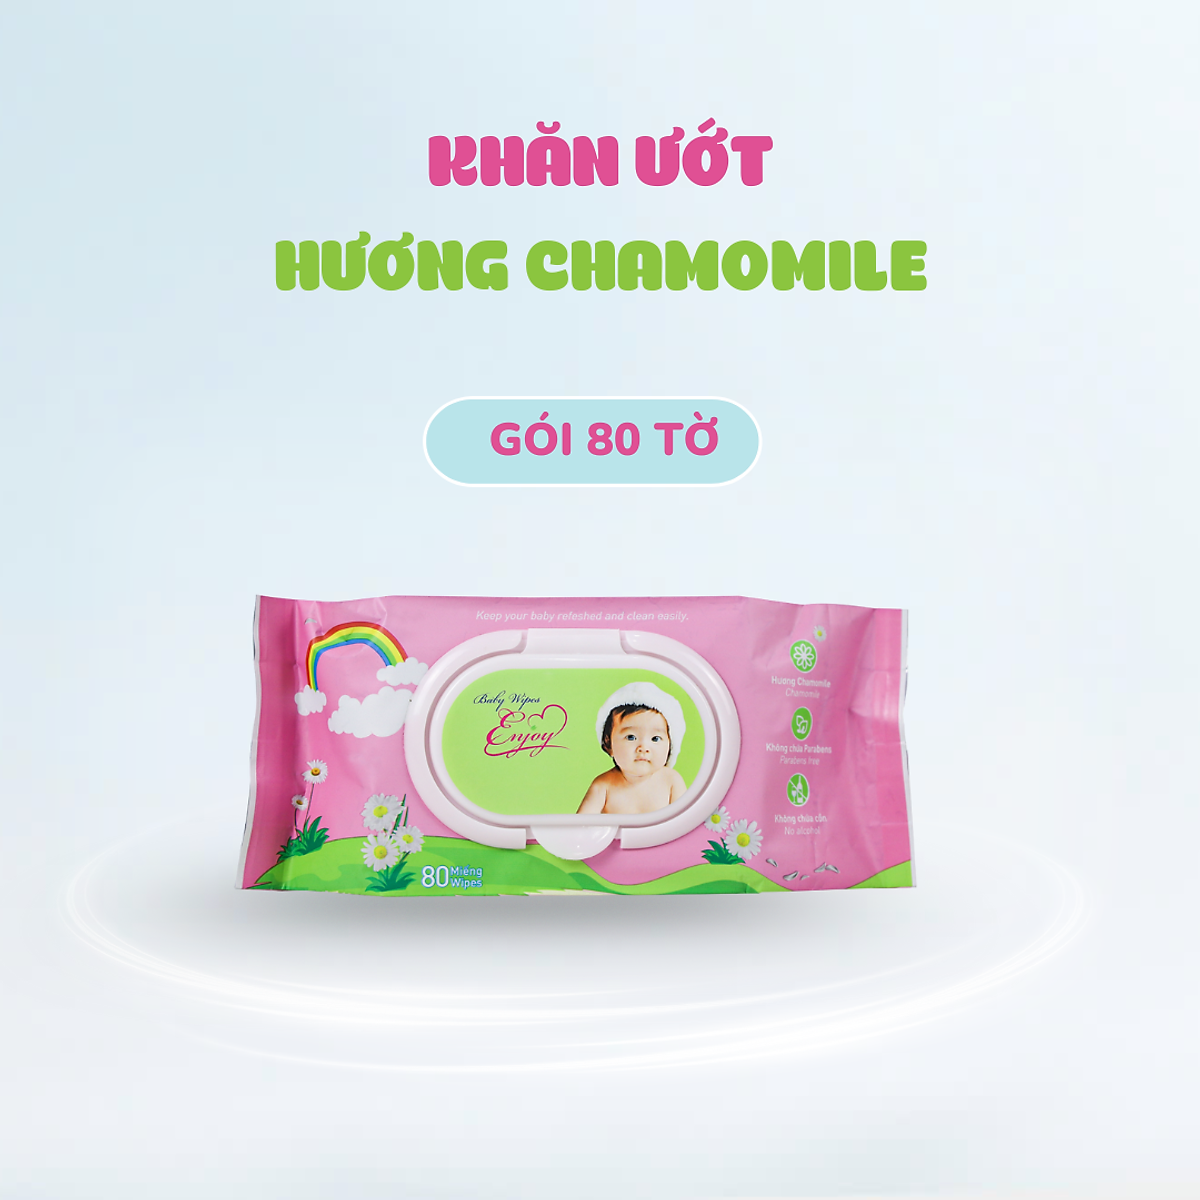 KHĂN ƯỚT
HƯƠNG CHAMOMILE
GÓI 80 TỜ
Keep your baby refeshed and clean easily.
Baby Wipes
Enjoy
Hương Chamomile
Chamomile
Không chứa Parabens
Parabens free
Không chứa cồn
No alcohol
80 Miếng
Wipes